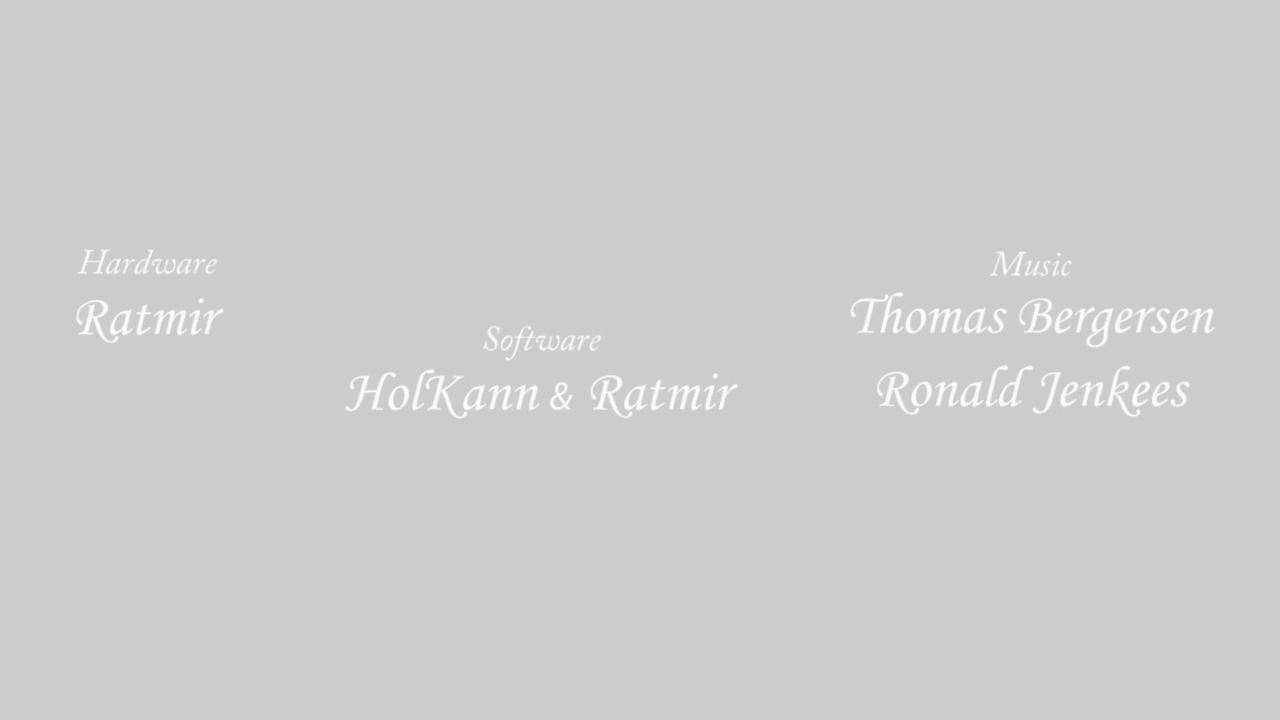 Hardware
Ratmir
Software
HolKann & Ratmir
Music
Thomas Bergersen
Ronald Jenkees